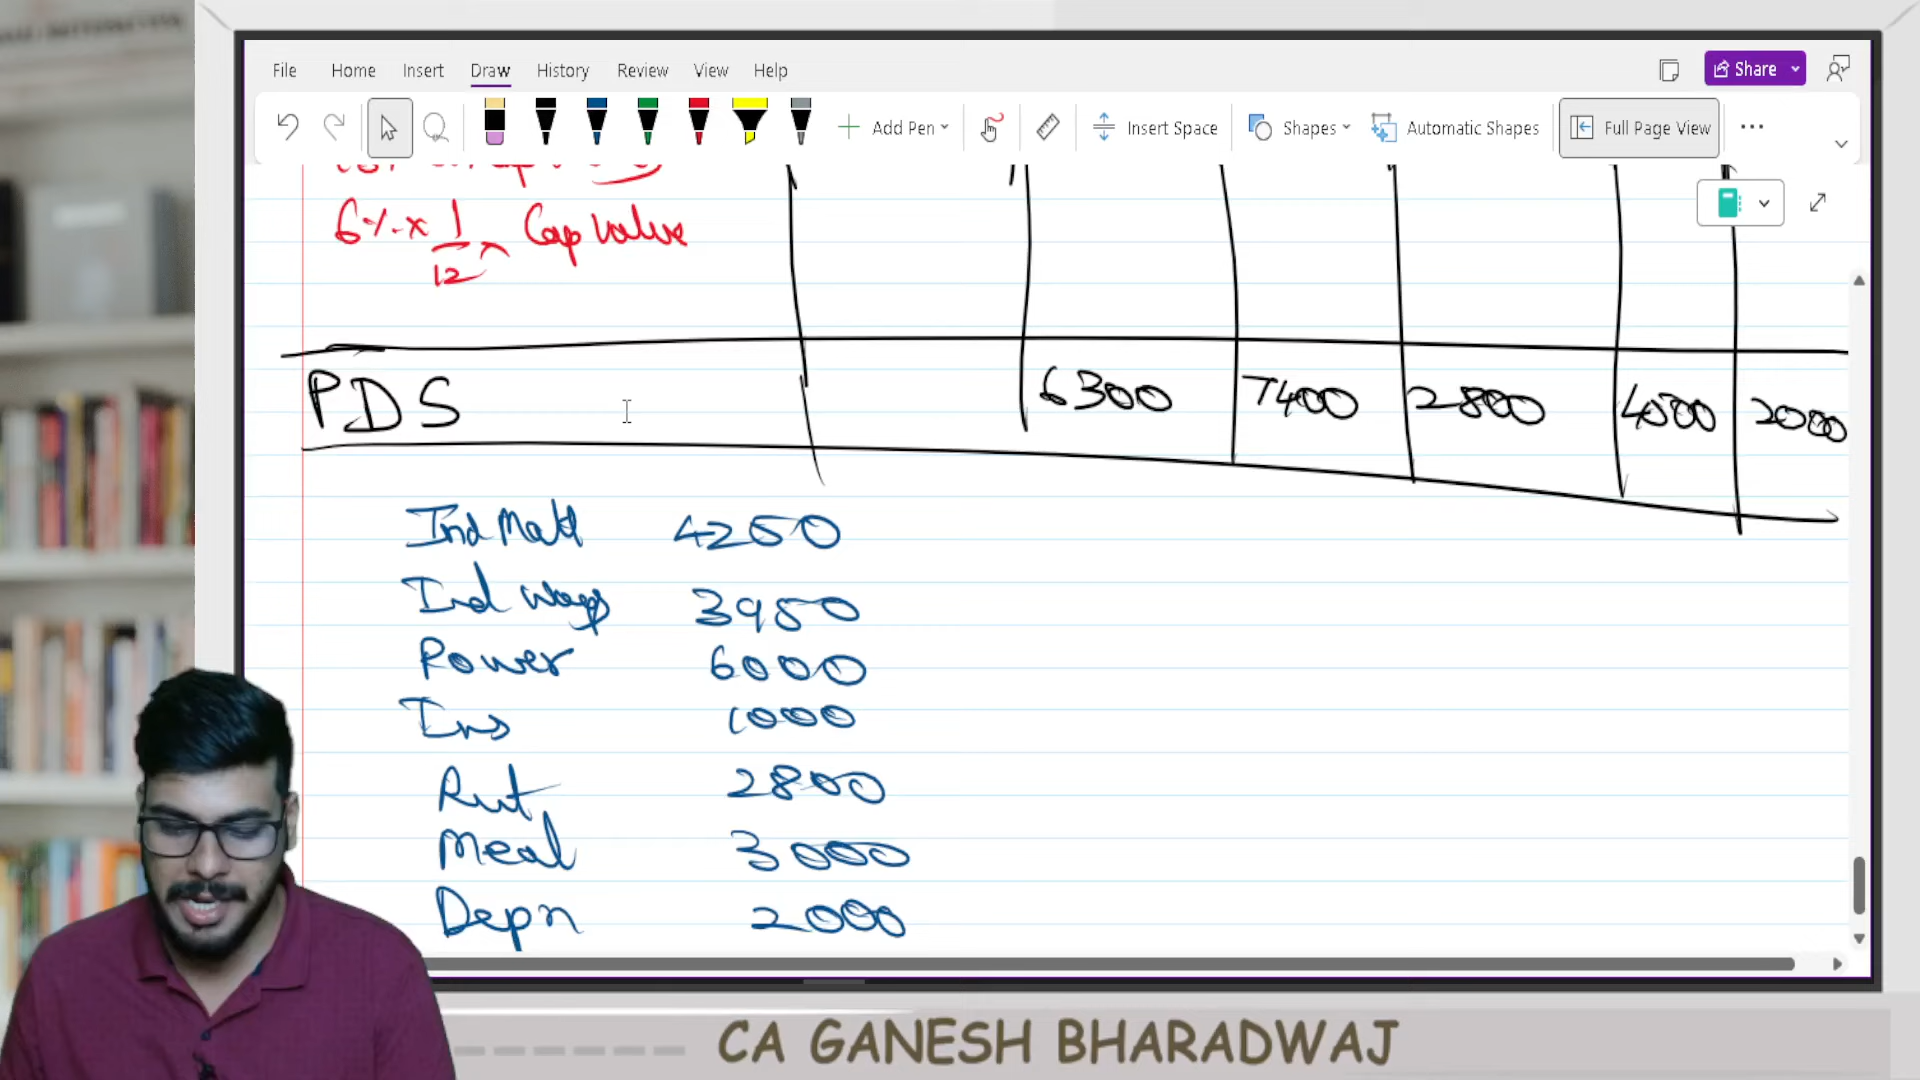 File Home Insert Draw History Review View Help Share
Add Pen Insert Space Shapes Automatic Shapes Full Page View ...
6% x 1/12 x Cap Value
PDS 6300 7400 2800 4500 2000
Ind Matl 4250
Ind Wages 3950
Power 6000
Ins 1000
Rent 2800
Meal 3000
Depn 2000
CA GANESH BHARADWAJ